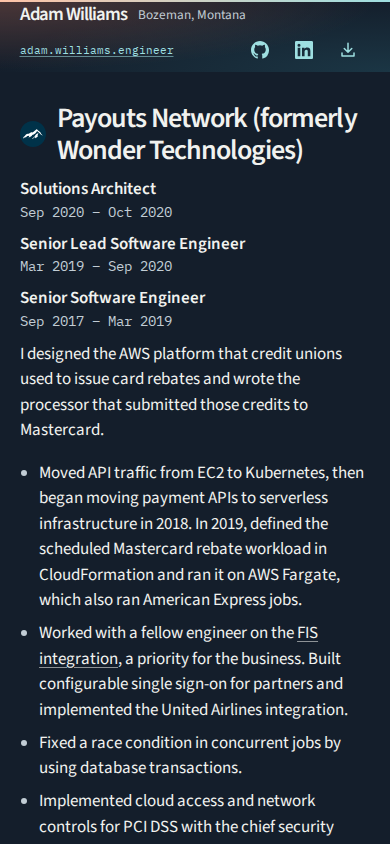 Adam Williams Bozeman, Montana
adam.williams.engineer
Payouts Network (formerly
Wonder Technologies)
Solutions Architect
Sep 2020 – Oct 2020
Senior Lead Software Engineer
Mar 2019 – Sep 2020
Senior Software Engineer
Sep 2017 – Mar 2019
I designed the AWS platform that credit unions
used to issue card rebates and wrote the
processor that submitted those credits to
Mastercard.
• Moved API traffic from EC2 to Kubernetes, then
began moving payment APIs to serverless
infrastructure in 2018. In 2019, defined the
scheduled Mastercard rebate workload in
CloudFormation and ran it on AWS Fargate,
which also ran American Express jobs.
• Worked with a fellow engineer on the FIS
integration, a priority for the business. Built
configurable single sign-on for partners and
implemented the United Airlines integration.
• Fixed a race condition in concurrent jobs by
using database transactions.
• Implemented cloud access and network
controls for PCI DSS with the chief security